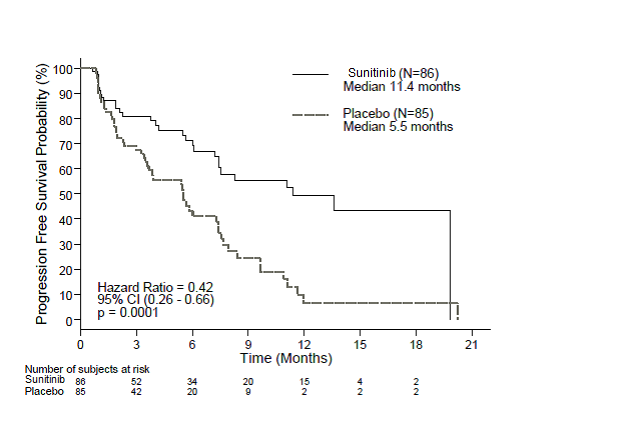 Progression Free Survival Probability (%)
100
90
80
70
60
50
40
30
20
10
0
Sunitinib (N=86)
Median 11.4 months
Placebo (N=85)
Median 5.5 months
Hazard Ratio = 0.42
95% CI (0.26 - 0.66)
p = 0.0001
0 3 6 9 12 15 18 21
Time (Months)
Number of subjects at risk
Sunitinib 86 52 34 20 15 4 2
Placebo 85 42 20 9 2 2 2